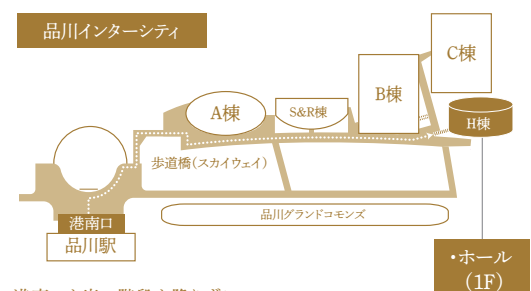 品川インターシティ
C棟
B棟
A棟
S&R棟
H棟
歩道橋（スカイウェイ）
品川グランドコモンズ
港南口
品川駅
・ホール
（1F）